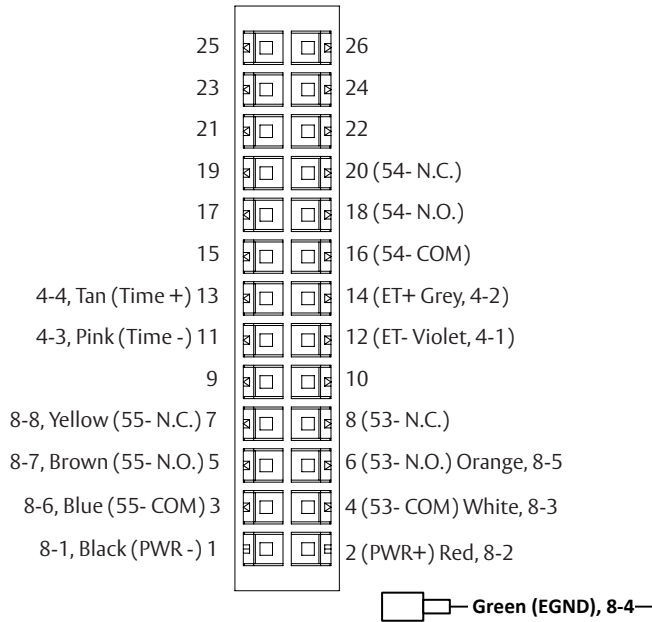 25 26
23 24
21 22
19 20 (54- N.C.)
17 18 (54- N.O.)
15 16 (54- COM)
4-4, Tan (Time +) 13 14 (ET+ Grey, 4-2)
4-3, Pink (Time -) 11 12 (ET- Violet, 4-1)
9 10
8-8, Yellow (55- N.C.) 7 8 (53- N.C.)
8-7, Brown (55- N.O.) 5 6 (53- N.O.) Orange, 8-5
8-6, Blue (55- COM) 3 4 (53- COM) White, 8-3
8-1, Black (PWR -) 1 2 (PWR+) Red, 8-2
Green (EGND), 8-4